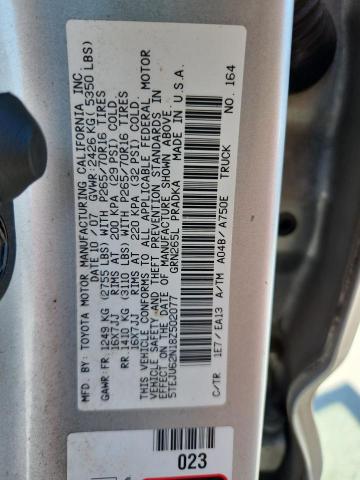 MFD. BY: TOYOTA MOTOR MANUFACTURING CALIFORNIA INC.
DATE 10/07 GVWR:2426 KG( 5350 LBS)
GAWR: FR. 1249 KG (2755 LBS) WITH P265/70R16 TIRES
16X7JJ RIMS AT 200 KPA (29 PSI) COLD.
RR. 1410 KG (3110 LBS) WITH P265/70R16 TIRES
16X7JJ RIMS AT 220 KPA (32 PSI) COLD.
THIS VEHICLE CONFORMS TO ALL APPLICABLE FEDERAL MOTOR
VEHICLE SAFETY AND THEFT PREVENTION STANDARDS IN
EFFECT ON THE DATE OF MANUFACTURE SHOWN ABOVE.
5TEJU62N18Z502077 GRN265L PRADKA MADE IN U.S.A.
TRUCK
C/TR 1E7/EA13 A/TM A04B/A750E NO. 164
023